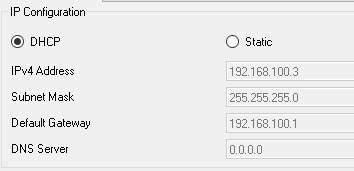 IP Configuration
DHCP Static
IPv4 Address 192.168.100.3
Subnet Mask 255.255.255.0
Default Gateway 192.168.100.1
DNS Server 0.0.0.0